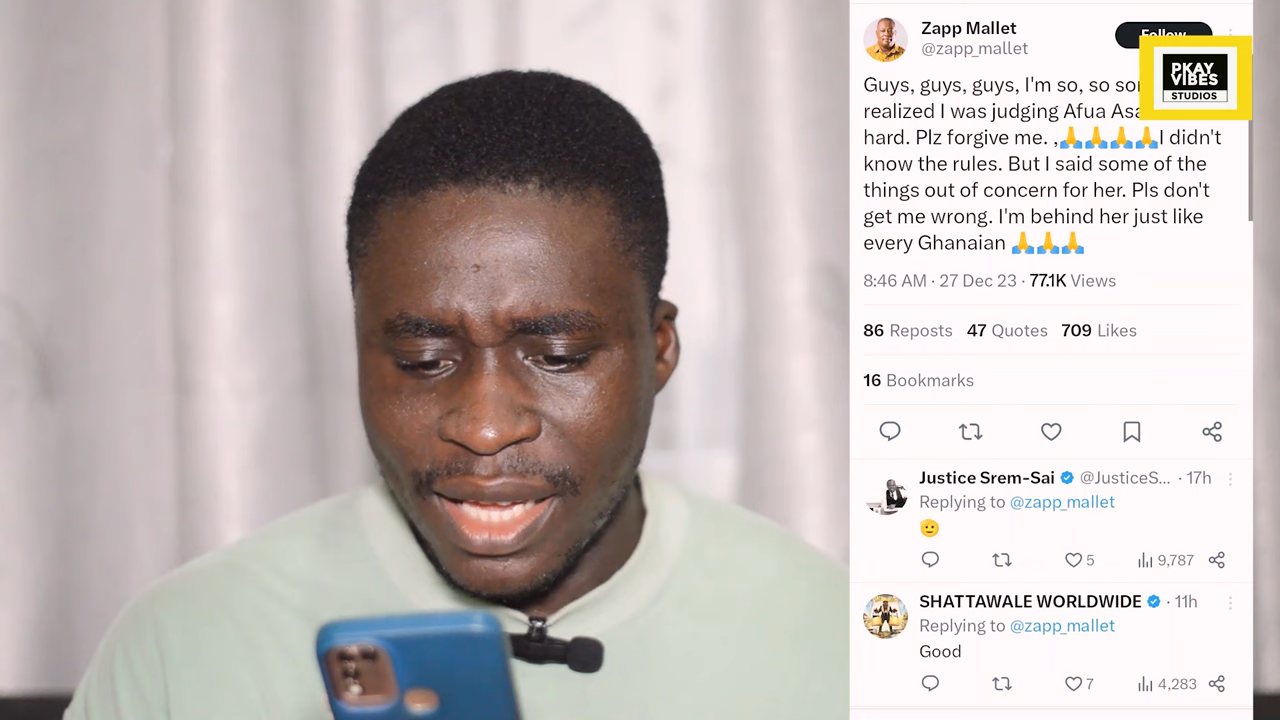 Zapp Mallet
@zapp_mallet
Follow
PKAY
VIBES
STUDIOS
Guys, guys, guys, I'm so, so
realized I was judging Afua
hard. Plz forgive me. ,🙏🙏🙏🙏I didn't
know the rules. But I said some of the
things out of concern for her. Pls don't
get me wrong. I'm behind her just like
every Ghanaian 🙏🙏🙏
8:46 AM · 27 Dec 23 · 77.1K Views
86 Reposts 47 Quotes 709 Likes
16 Bookmarks
Justice Srem-Sai @JusticeS... · 17h
Replying to @zapp_mallet
🫡
5 9,787
SHATTAWALE WORLDWIDE · 11h
Replying to @zapp_mallet
Good
7 4,283